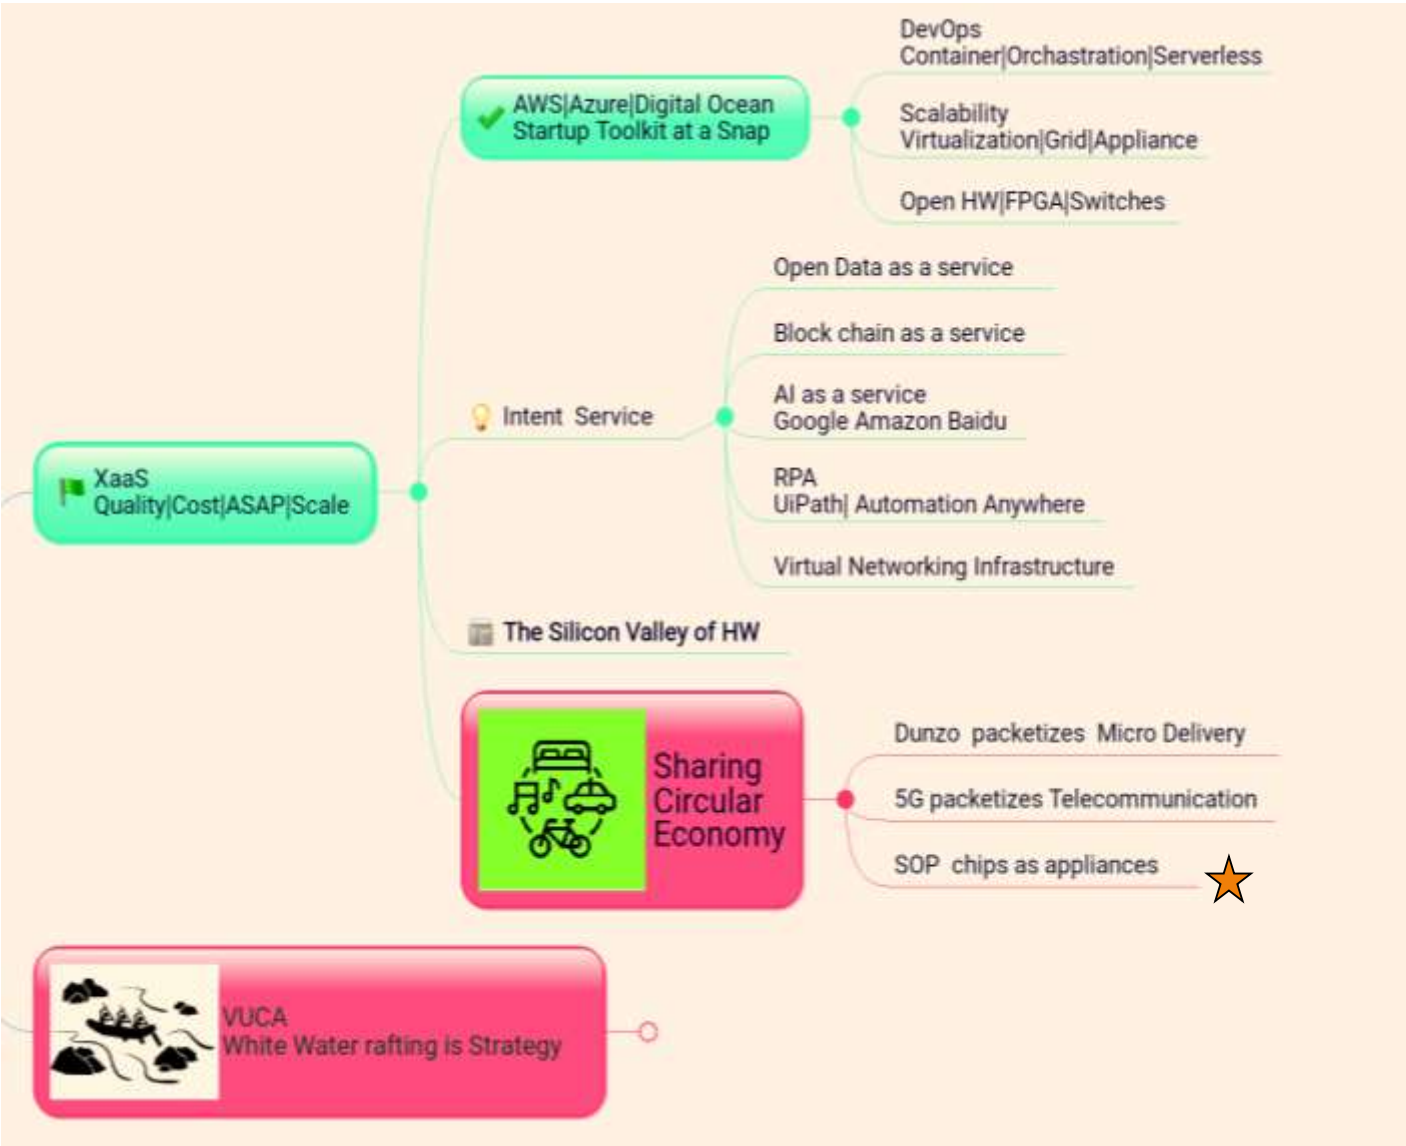 DevOps
Container|Orchastration|Serverless
AWS|Azure|Digital Ocean
Startup Toolkit at a Snap
Scalability
Virtualization|Grid|Appliance
Open HW|FPGA|Switches
Open Data as a service
Block chain as a service
AI as a service
Google Amazon Baidu
Intent  Service
XaaS
Quality|Cost|ASAP|Scale
RPA
UiPath| Automation Anywhere
Virtual Networking Infrastructure
The Silicon Valley of HW
Sharing
Circular
Economy
Dunzo  packetizes  Micro Delivery
5G packetizes Telecommunication
SOP  chips as appliances
VUCA
White Water rafting is Strategy